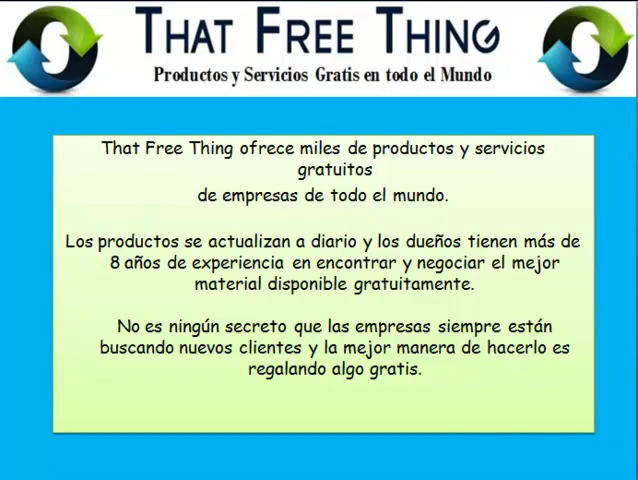 THAT FREE THING
Productos y Servicios Gratis en todo el Mundo
That Free Thing ofrece miles de productos y servicios
gratuitos
de empresas de todo el mundo.
Los productos se actualizan a diario y los dueños tienen más de
8 años de experiencia en encontrar y negociar el mejor
material disponible gratuitamente.
No es ningún secreto que las empresas siempre están
buscando nuevos clientes y la mejor manera de hacerlo es
regalando algo gratis.